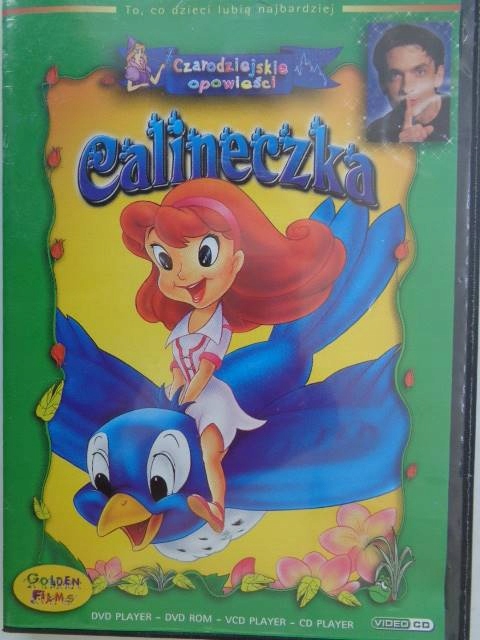 To, co dzieci lubią najbardziej
Czarodziejskie
opowieści
Calineczka
GOLDEN
FILMS
DVD PLAYER - DVD ROM - VCD PLAYER - CD PLAYER
VIDEO CD